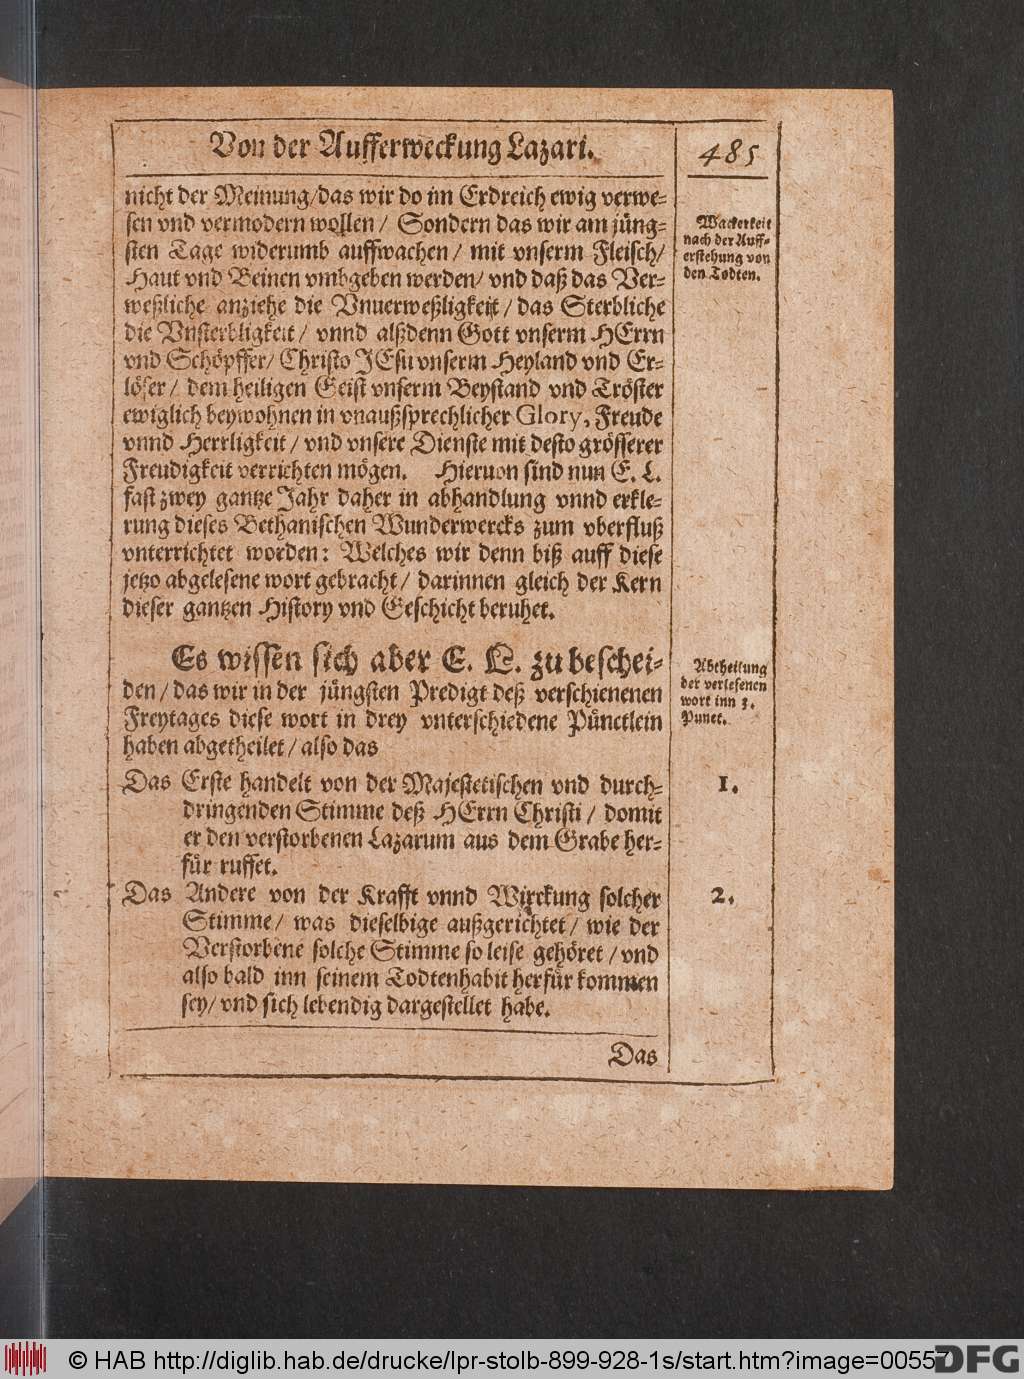 Von der Aufferweckung Lazari.
485
nicht der Meinung/das wir do im Erdreich ewig verwe-
sen vnd vermodern wollen/ Sondern das wir am jüng-
sten Tage widerumb auffwachen/ mit vnserm Fleisch/
Haut vnd Beinen vmbgeben werden/ vnd daß das Ver-
weßliche anziehe die Vnuerweßligkeit/ das Sterbliche
die Vnsterbligkeit/ vnnd alßdenn Gott vnserm HErrn
vnd Schöpffer/ Christo JEsu vnserm Heyland vnd Er-
löser/ dem heiligen Geist vnserm Beystand vnd Tröster
ewiglich beywohnen in vnaußsprechlicher Glory, Freude
vnnd Herrligkeit/ vnd vnsere Dienste mit desto grösserer
Freudigkeit verrichten mögen. Hieruon sind nun E. L.
fast zwey gantze Jahr daher in abhandlung vnnd erkle-
rung dieses Bethanischen Wunderwercks zum vberfluß
vnterrichtet worden: Welches wir denn biß auff diese
jetzo abgelesene wort gebracht/ darinnen gleich der Kern
dieser gantzen History vnd Geschicht beruhet.
Wackerkeit
nach der Auff-
erstehung von
den Todten.
Es wissen sich aber E. L. zu beschei-
den/ das wir in der jüngsten Predigt deß verschienenen
Freytages diese wort in drey vnterschiedene Pünctlein
haben abgetheilet/ also das
Abtheilung
der verlesenen
wort inn 3.
Punct.
Das Erste handelt von der Majestetischen vnd durch-
dringenden Stimme deß HErrn Christi/ domit
er den verstorbenen Lazarum aus dem Grabe her-
für ruffet.
1.
Das Andere von der Krafft vnnd Wirckung solcher
Stimme/ was dieselbige außgerichtet/ wie der
Verstorbene solche Stimme so leise gehöret/ vnd
also bald inn seinem Todtenhabit herfür kommen
sey/ vnd sich lebendig dargestellet habe.
2.
Das
© HAB http://diglib.hab.de/drucke/lpr-stolb-899-928-1s/start.htm?image=00557
DFG